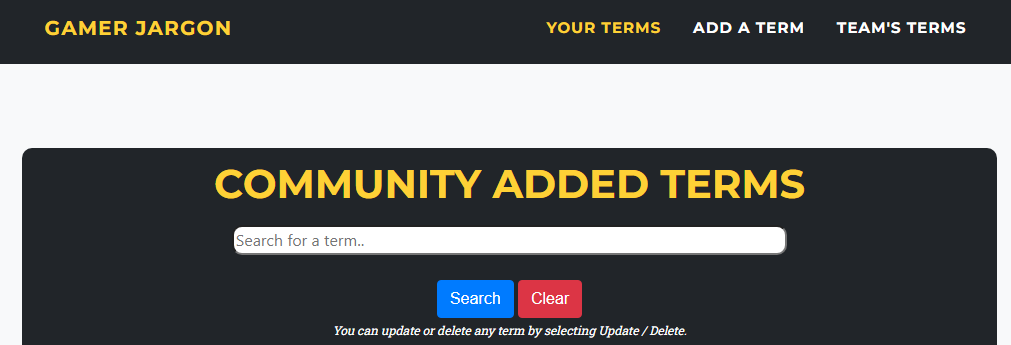 GAMER JARGON YOUR TERMS ADD A TERM TEAM'S TERMS
COMMUNITY ADDED TERMS
Search for a term..
Search Clear
You can update or delete any term by selecting Update / Delete.